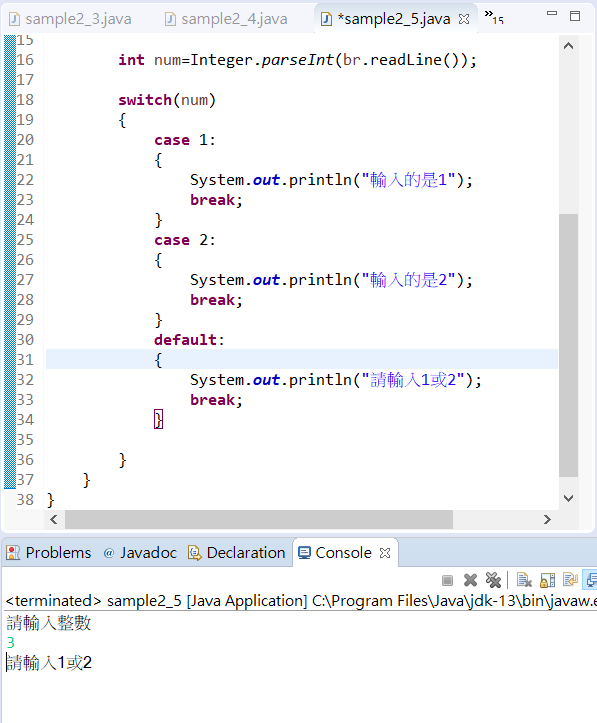 sample2_3.java sample2_4.java *sample2_5.java 15
15
16 int num=Integer.parseInt(br.readLine());
17
18 switch(num)
19 {
20 case 1:
21 {
22 System.out.println("輸入的是1");
23 break;
24 }
25 case 2:
26 {
27 System.out.println("輸入的是2");
28 break;
29 }
30 default:
31 {
32 System.out.println("請輸入1或2");
33 break;
34 }
35
36 }
37 }
38 }
Problems @ Javadoc Declaration Console
<terminated> sample2_5 [Java Application] C:\Program Files\Java\jdk-13\bin\javaw.e
請輸入整數
3
請輸入1或2